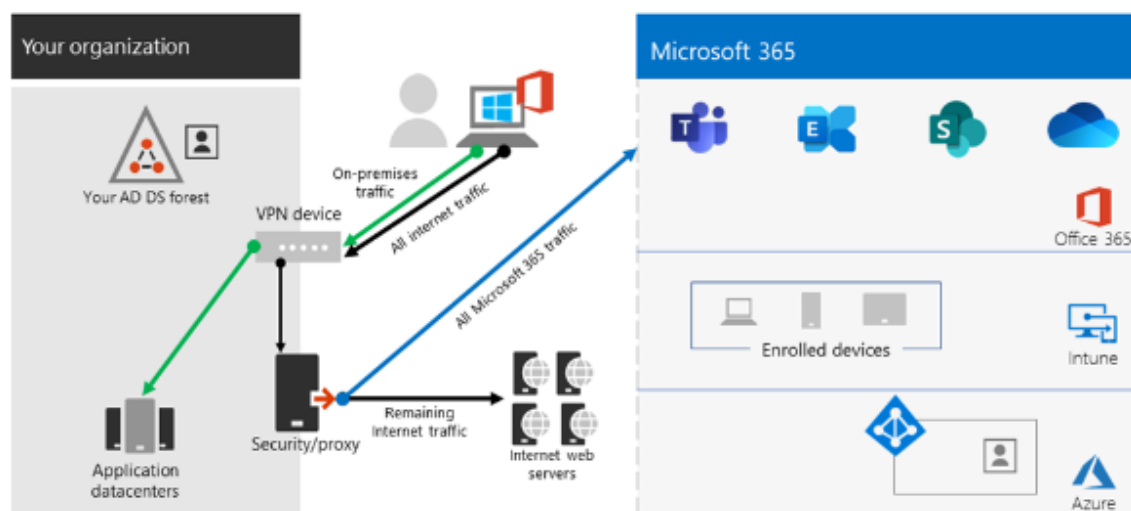 Your organization
Microsoft 365
Your AD DS forest
VPN device
On-premises
traffic
All internet traffic
All Microsoft 365 traffic
T
E
S
Office 365
Enrolled devices
Intune
Security/proxy
Remaining
Internet traffic
Internet web
servers
Application
datacenters
Azure